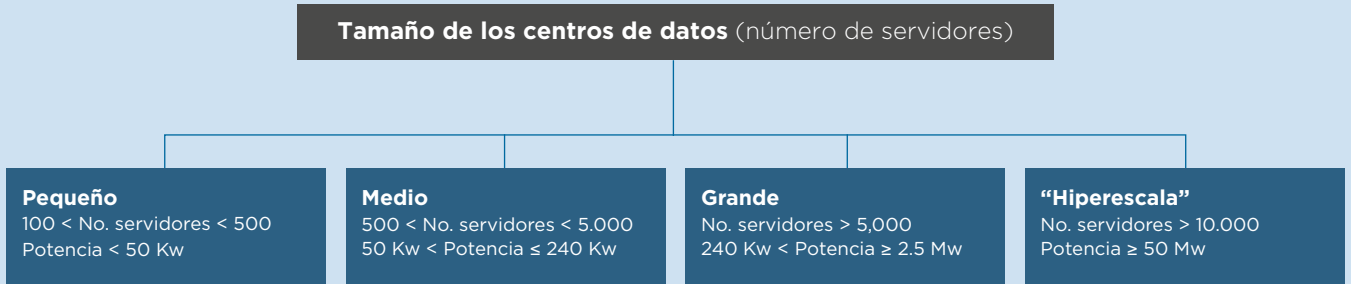 Tamaño de los centros de datos (número de servidores)
Pequeño
100 < No. servidores < 500
Potencia < 50 Kw
Medio
500 < No. servidores < 5.000
50 Kw < Potencia ≤ 240 Kw
Grande
No. servidores > 5,000
240 Kw < Potencia ≥ 2.5 Mw
“Hiperescala”
No. servidores > 10.000
Potencia ≥ 50 Mw